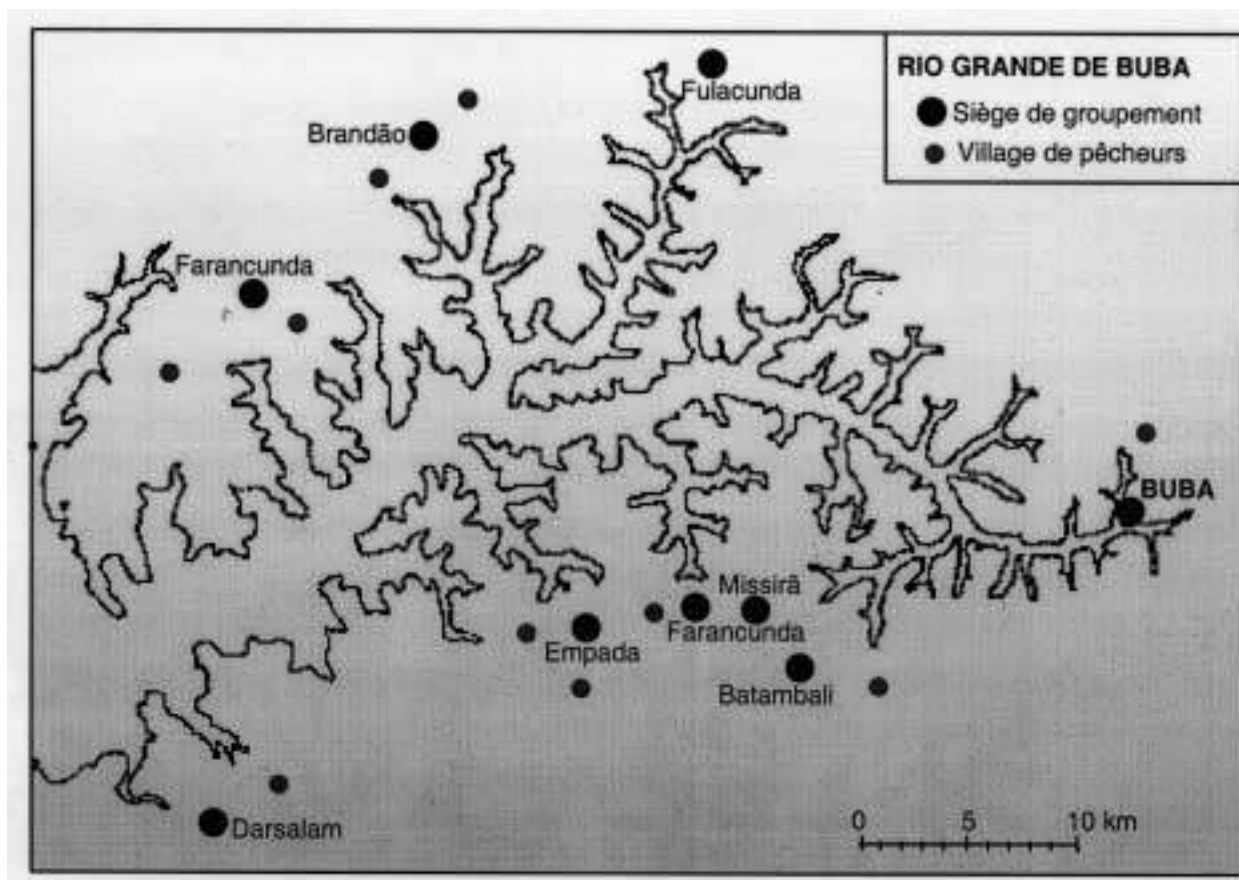 RIO GRANDE DE BUBA
Siège de groupement
Village de pêcheurs
Fulacunda
Brandão
Farancunda
BUBA
Missirã
Farancunda
Empada
Batambali
Darsalam
0 5 10 km